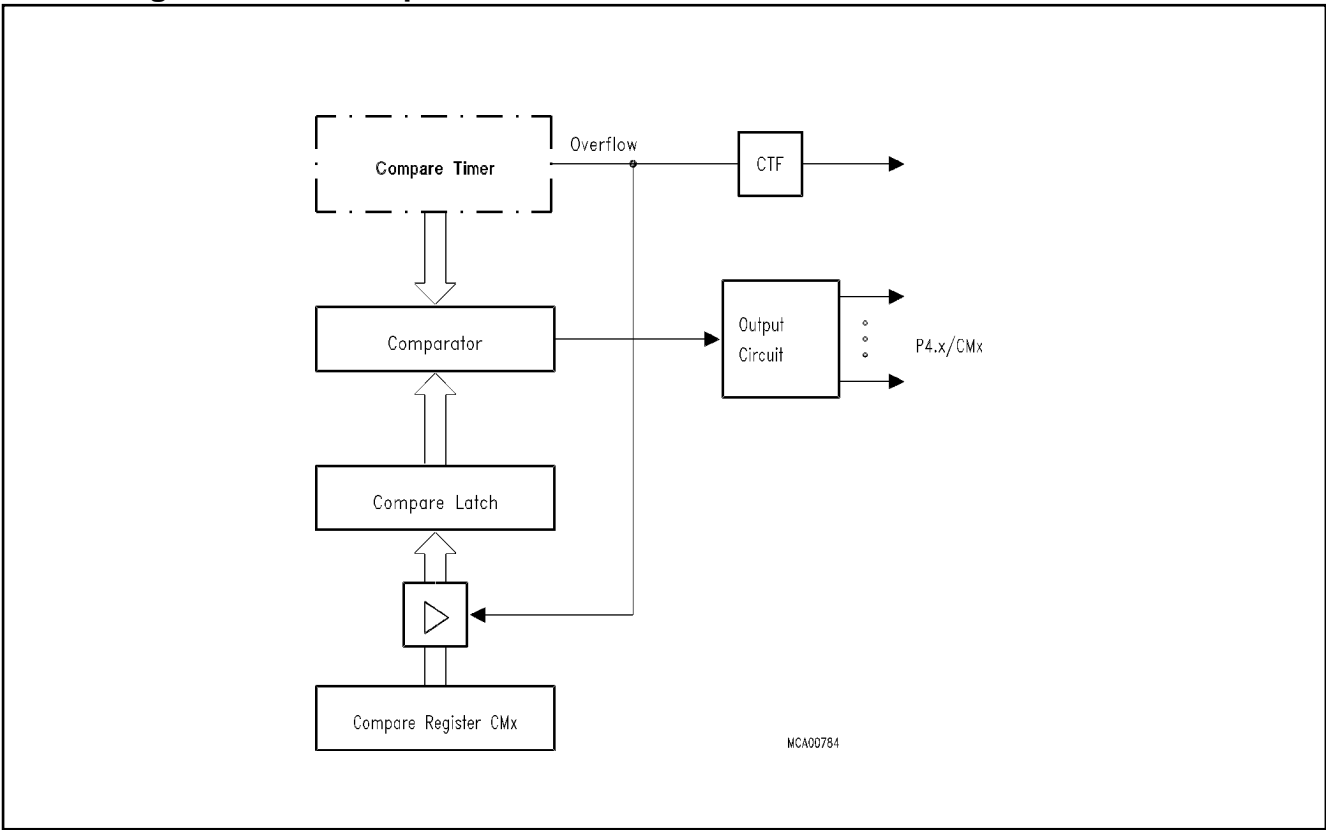 Overflow
Compare Timer
CTF
Comparator
Output
Circuit
P4.x/CMx
Compare Latch
Compare Register CMx
MCA00784